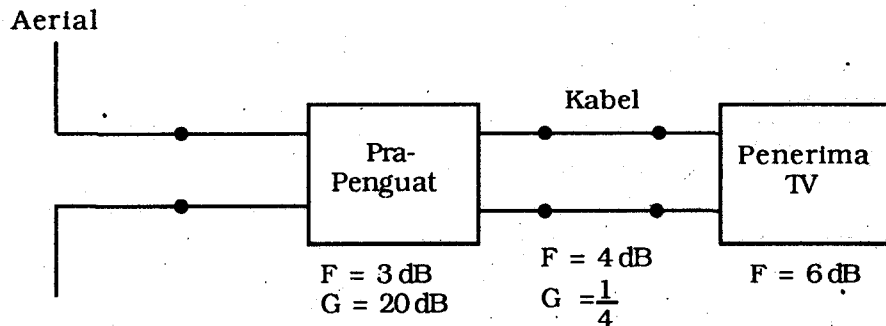 Aerial
Pra-
Penguat
Kabel
Penerima
TV
F = 3 dB
G = 20 dB
F = 4 dB
G = 1/4
F = 6 dB